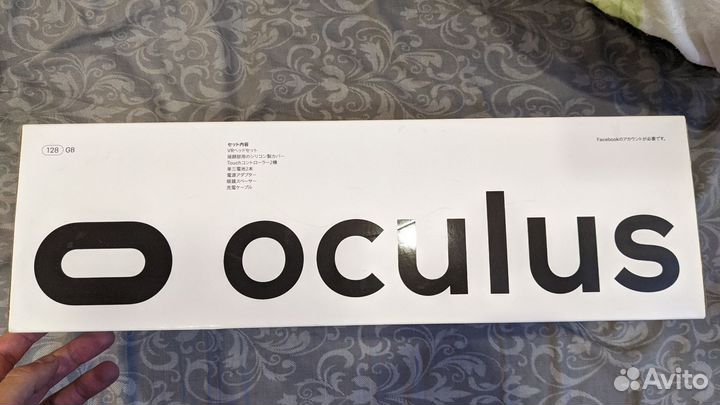 128 GB
セット内容
VRヘッドセット
接顔部用のシリコン製カバー
Touchコントローラー2個
単三電池2本
電源アダプター
眼鏡スペーサー
充電ケーブル
Facebookのアカウントが必要です。
oculus
Avito